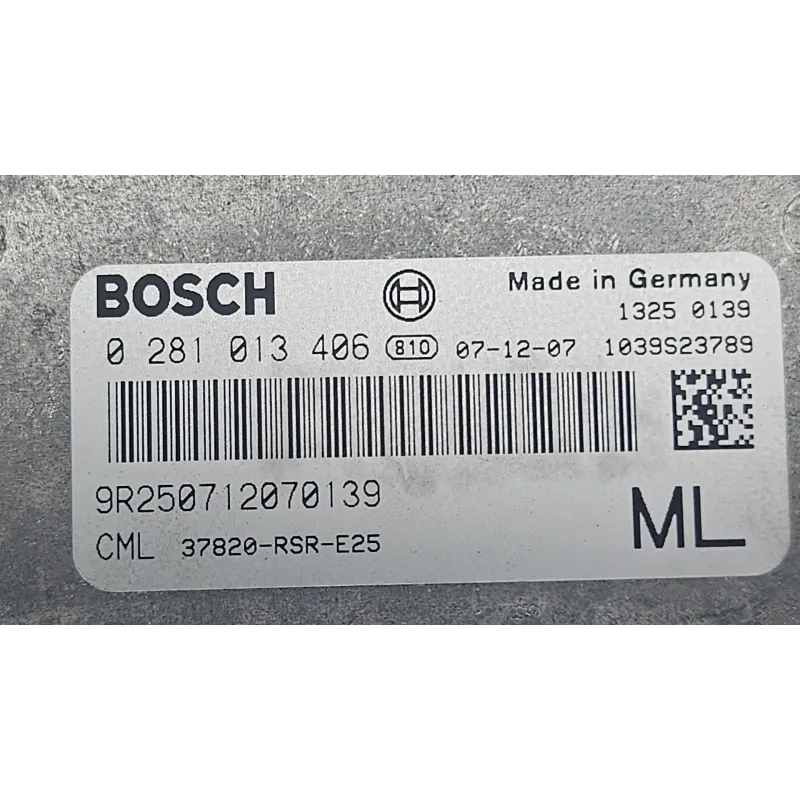 BOSCH Made in Germany
1325 0139
0 281 013 406 810 07-12-07 1039S23789
9R250712070139
CML 37820-RSR-E25 ML